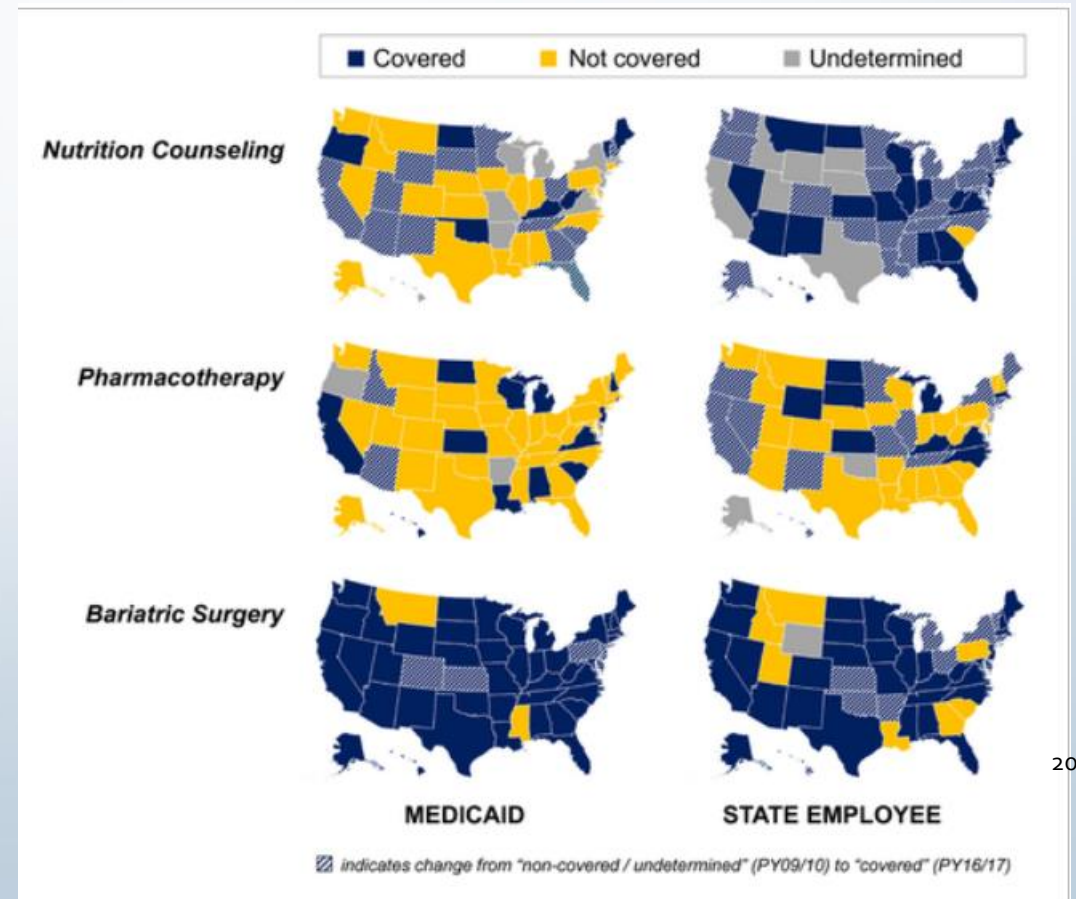 Covered Not covered Undetermined
Nutrition Counseling
Pharmacotherapy
Bariatric Surgery
20
MEDICAID STATE EMPLOYEE
indicates change from “non-covered / undetermined” (PY09/10) to “covered” (PY16/17)